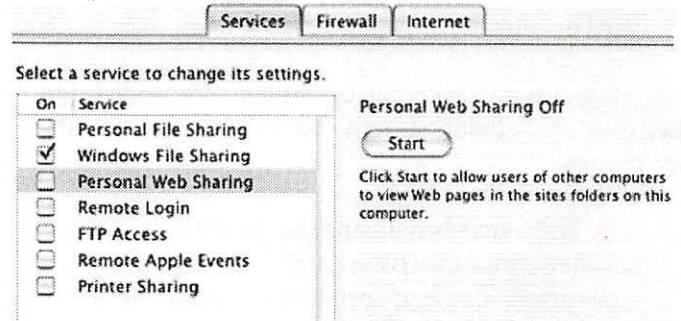 Services Firewall Internet
Select a service to change its settings.
On Service
Personal File Sharing
Windows File Sharing
Personal Web Sharing
Remote Login
FTP Access
Remote Apple Events
Printer Sharing
Personal Web Sharing Off
Start
Click Start to allow users of other computers
to view Web pages in the sites folders on this
computer.